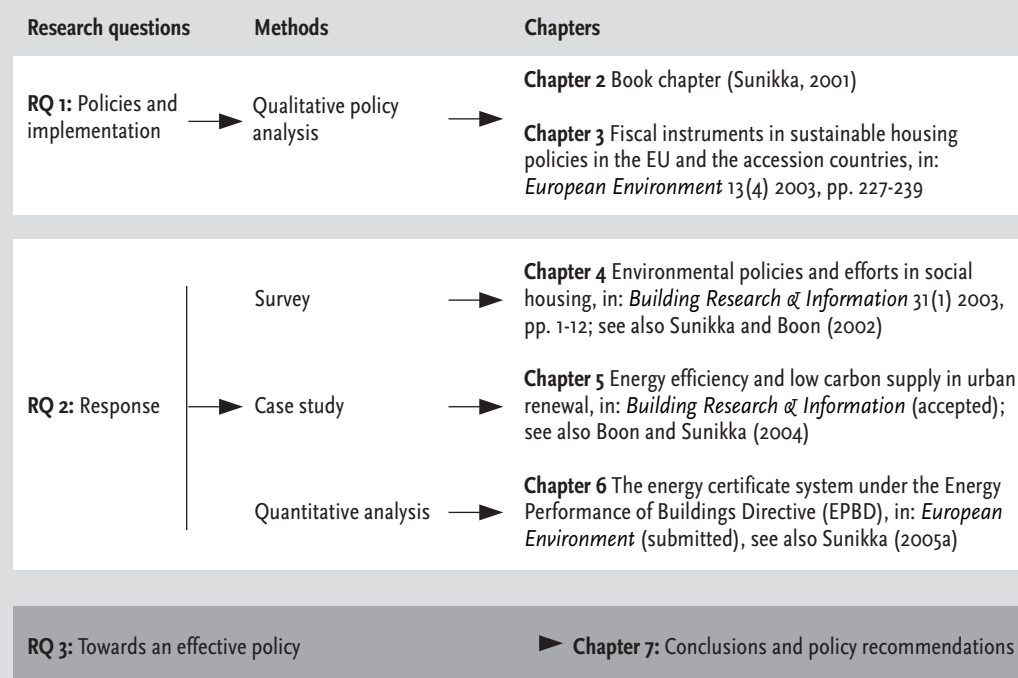 Research questions Methods Chapters
RQ 1: Policies and
implementation
Qualitative policy
analysis
Chapter 2 Book chapter (Sunikka, 2001)
Chapter 3 Fiscal instruments in sustainable housing
policies in the EU and the accession countries, in:
European Environment 13(4) 2003, pp. 227-239
RQ 2: Response
Survey
Chapter 4 Environmental policies and efforts in social
housing, in: Building Research & Information 31(1) 2003,
pp. 1-12; see also Sunikka and Boon (2002)
Case study
Chapter 5 Energy efficiency and low carbon supply in urban
renewal, in: Building Research & Information (accepted);
see also Boon and Sunikka (2004)
Quantitative analysis
Chapter 6 The energy certificate system under the Energy
Performance of Buildings Directive (EPBD), in: European
Environment (submitted), see also Sunikka (2005a)
RQ 3: Towards an effective policy
Chapter 7: Conclusions and policy recommendations